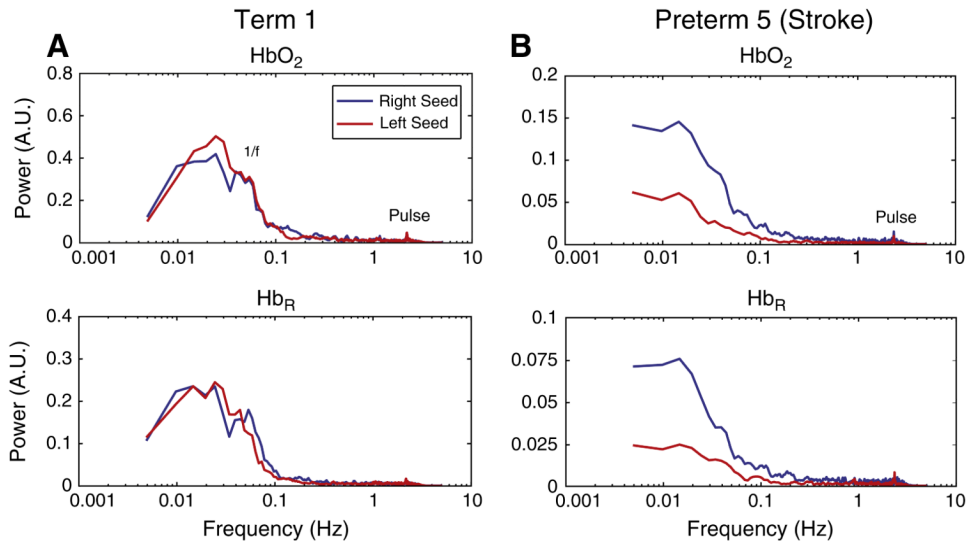 Term 1
Preterm 5 (Stroke)
A
HbO2
0.8
0.6
0.4
0.2
0
Power (A.U.)
Right Seed
Left Seed
1/f
Pulse
0.001
0.01
0.1
1
10
B
HbO2
0.2
0.15
0.10
0.05
0
Pulse
0.001
0.01
0.1
1
10
HbR
0.4
0.3
0.2
0.1
0
Power (A.U.)
0.001
0.01
0.1
1
10
Frequency (Hz)
HbR
0.1
0.075
0.05
0.025
0
0.001
0.01
0.1
1
10
Frequency (Hz)